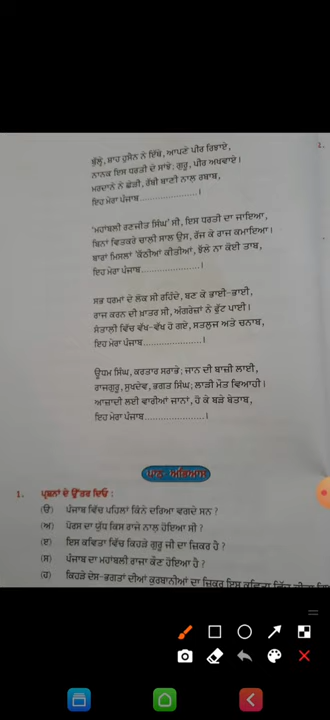 ਬੁੱਲ੍ਹੇ, ਸ਼ਾਹ ਹੁਸੈਨ ਨੇ ਇੱਥੇ, ਆਪਣੇ ਪੀਰ ਰਿਝਾਏ,
ਨਾਨਕ ਇਸ ਧਰਤੀ ਦੇ ਸਾਂਝੇ; ਗੁਰੂ, ਪੀਰ ਅਖਵਾਏ।
ਮਰਦਾਨੇ ਨੇ ਛੇੜੀ, ਰੱਬੀ ਬਾਣੀ ਨਾਲ਼ ਰਬਾਬ,
ਇਹ ਮੇਰਾ ਪੰਜਾਬ....................।
2.
'ਮਹਾਂਬਲੀ ਰਣਜੀਤ ਸਿੰਘ' ਸੀ, ਇਸ ਧਰਤੀ ਦਾ ਜਾਇਆ,
ਬਿਨਾਂ ਵਿਤਕਰੇ ਚਾਲੀ ਸਾਲ ਉਸ, ਰੱਜ ਕੇ ਰਾਜ ਕਮਾਇਆ।
ਬਾਰਾਂ ਮਿਸਲਾਂ 'ਕੱਠੀਆਂ ਕੀਤੀਆਂ, ਝੱਲੇ ਨਾ ਕੋਈ ਤਾਬ,
ਇਹ ਮੇਰਾ ਪੰਜਾਬ....................।
ਸਭ ਧਰਮਾਂ ਦੇ ਲੋਕ ਸੀ ਰਹਿੰਦੇ, ਬਣ ਕੇ ਭਾਈ-ਭਾਈ,
ਰਾਜ ਕਰਨ ਦੀ ਖ਼ਾਤਰ ਸੀ, ਅੰਗਰੇਜ਼ਾਂ ਨੇ ਫੁੱਟ ਪਾਈ।
ਸੰਤਾਲੀ ਵਿੱਚ ਵੱਖ-ਵੱਖ ਹੋ ਗਏ, ਸਤਲੁਜ ਅਤੇ ਚਨਾਬ,
ਇਹ ਮੇਰਾ ਪੰਜਾਬ....................।
ਊਧਮ ਸਿੰਘ, ਕਰਤਾਰ ਸਰਾਭੇ; ਜਾਨ ਦੀ ਬਾਜ਼ੀ ਲਾਈ,
ਰਾਜਗੁਰੂ, ਸੁਖਦੇਵ, ਭਗਤ ਸਿੰਘ; ਲਾੜੀ ਮੌਤ ਵਿਆਹੀ।
ਆਜ਼ਾਦੀ ਲਈ ਵਾਰੀਆਂ ਜਾਨਾਂ, ਹੋ ਕੇ ਬੜੇ ਬੇਤਾਬ,
ਇਹ ਮੇਰਾ ਪੰਜਾਬ....................।
ਪਾਠ-ਅਭਿਆਸ
1. ਪ੍ਰਸ਼ਨਾਂ ਦੇ ਉੱਤਰ ਦਿਓ :
(ੳ) ਪੰਜਾਬ ਵਿੱਚ ਪਹਿਲਾਂ ਕਿੰਨੇ ਦਰਿਆ ਵਗਦੇ ਸਨ ?
(ਅ) ਪੋਰਸ ਦਾ ਯੁੱਧ ਕਿਸ ਰਾਜੇ ਨਾਲ਼ ਹੋਇਆ ਸੀ ?
(ੲ) ਇਸ ਕਵਿਤਾ ਵਿੱਚ ਕਿਹੜੇ ਗੁਰੂ ਜੀ ਦਾ ਜ਼ਿਕਰ ਹੈ ?
(ਸ) ਪੰਜਾਬ ਦਾ ਮਹਾਂਬਲੀ ਰਾਜਾ ਕੌਣ ਹੋਇਆ ਹੈ ?
(ਹ) ਕਿਹੜੇ ਦੇਸ਼-ਭਗਤਾਂ ਦੀਆਂ ਕੁਰਬਾਨੀਆਂ ਦਾ ਜ਼ਿਕਰ ਇਸ ਕਵਿਤਾ ਵਿੱਚ